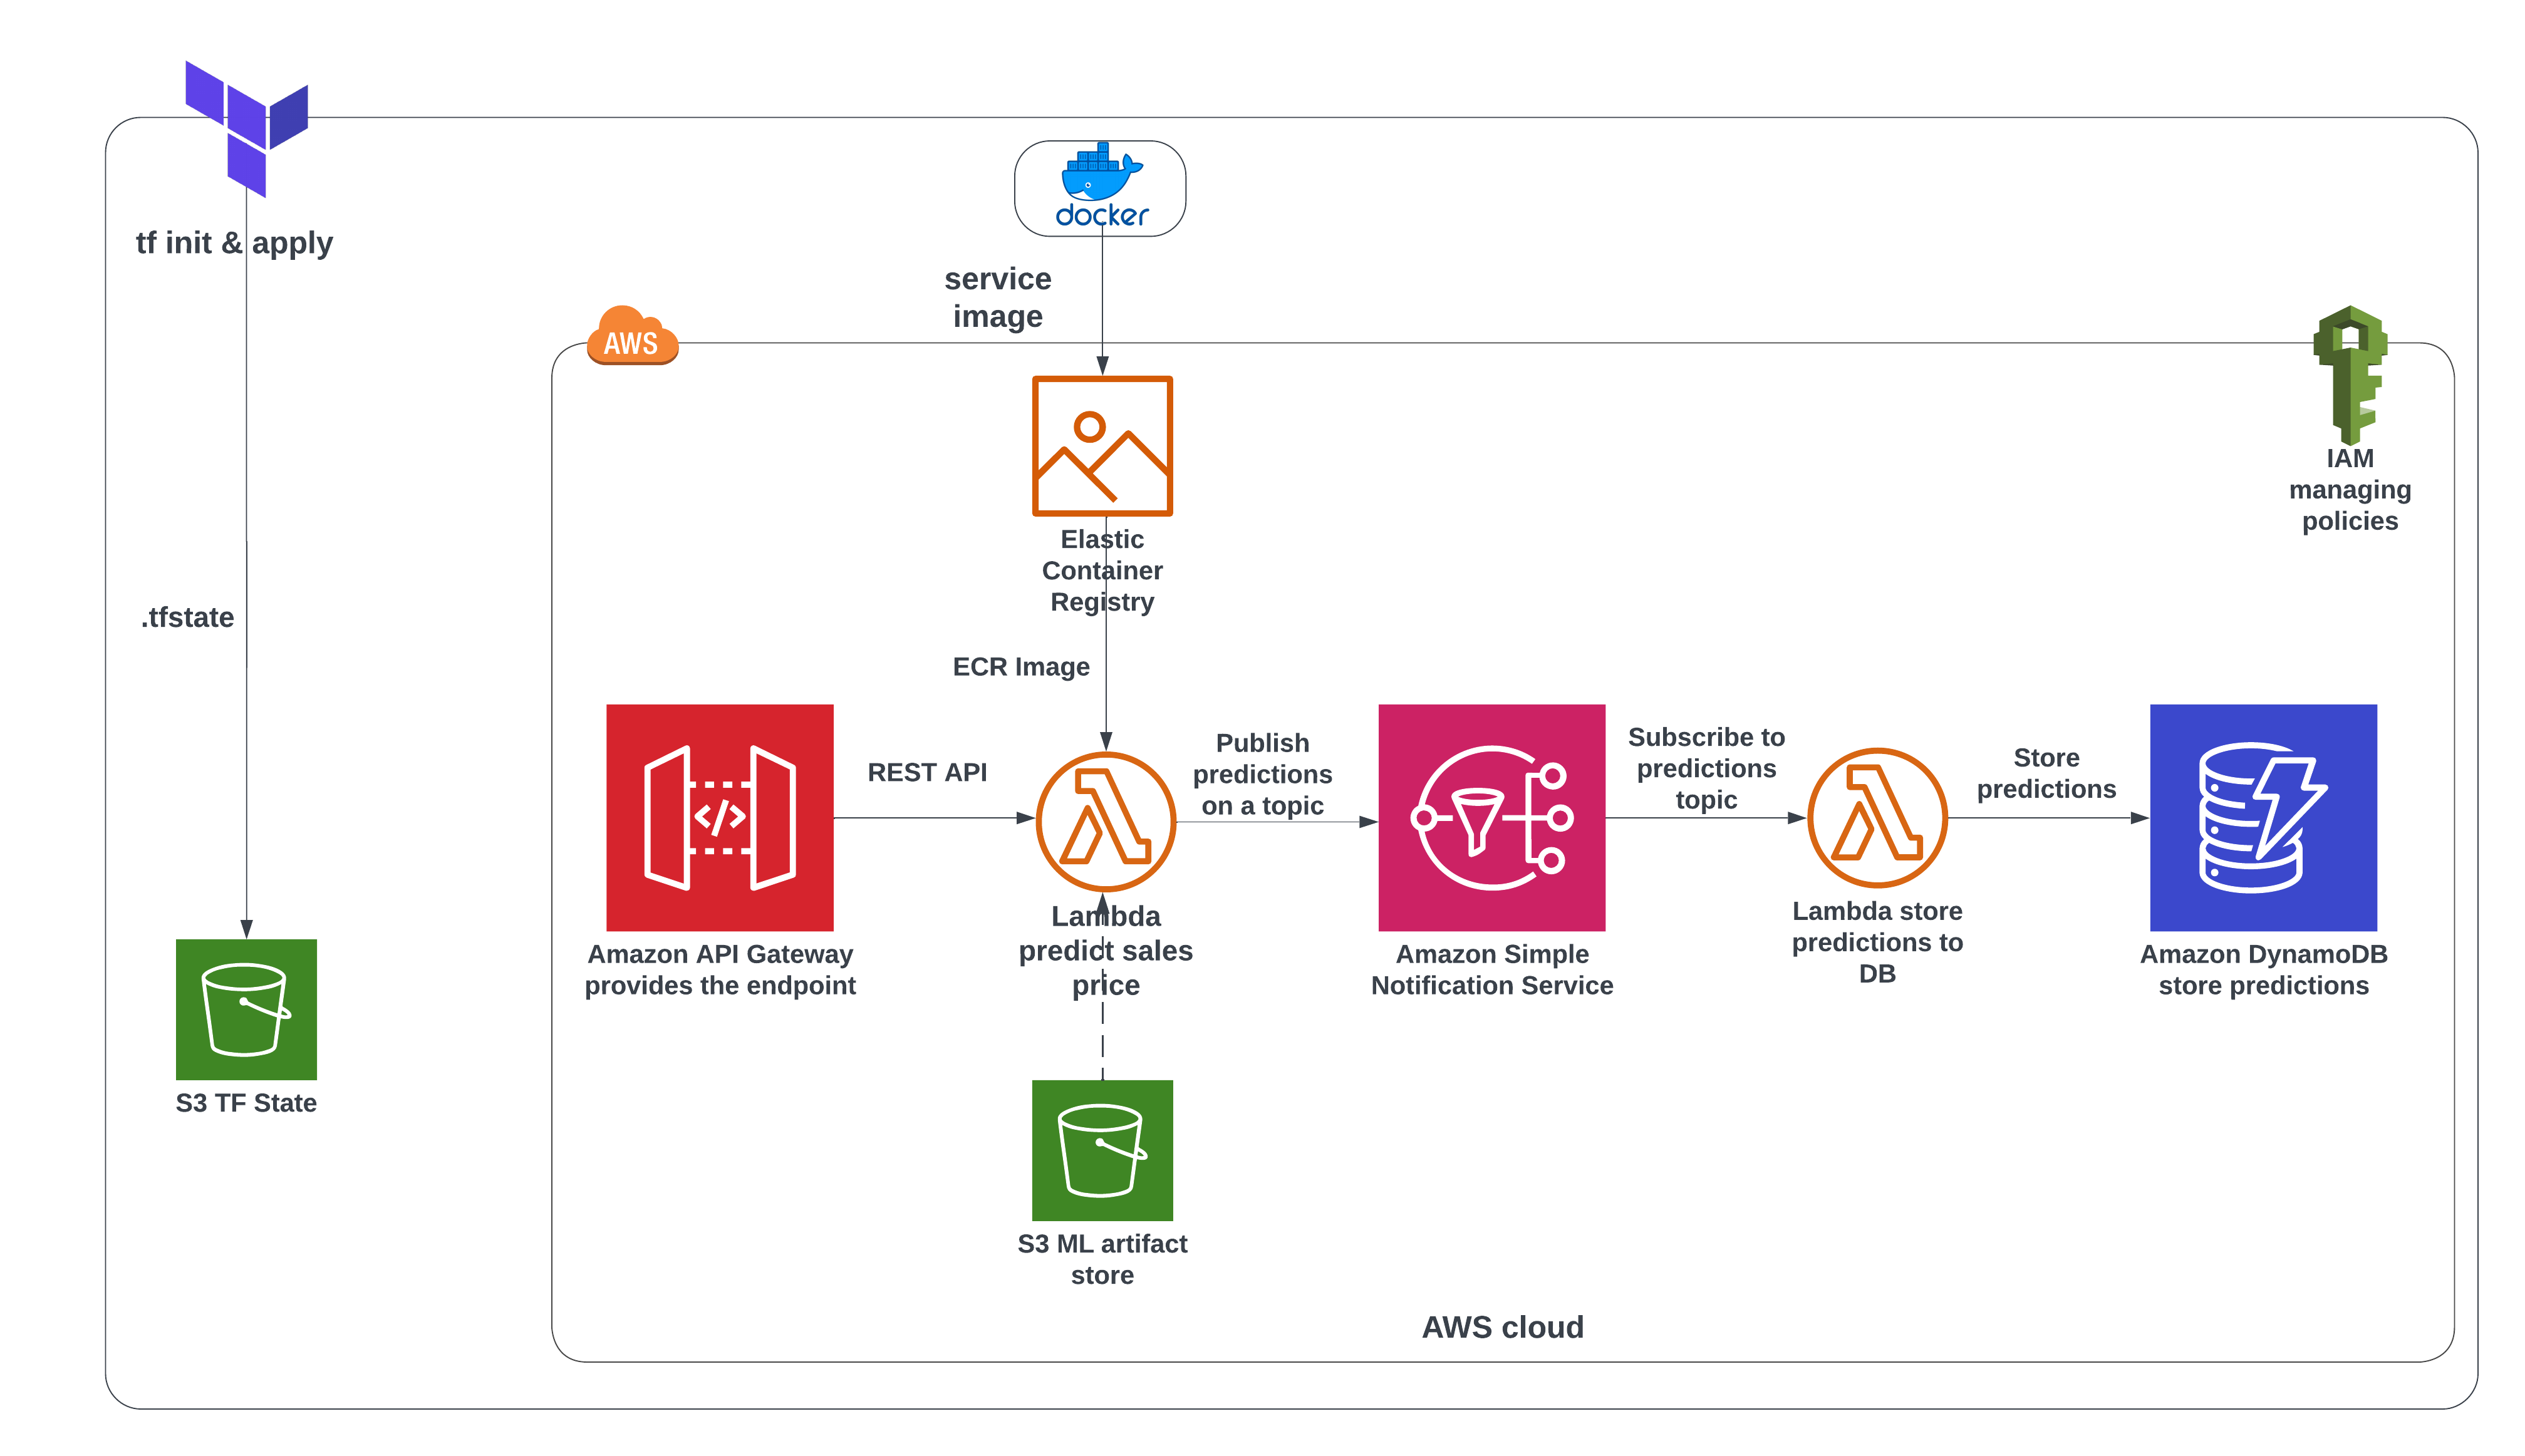 docker
tf init & apply
service
image
AWS
IAM
managing
policies
Elastic
Container
Registry
.tfstate
ECR Image
REST API
Publish
predictions
on a topic
Subscribe to
predictions
topic
Store
predictions
Amazon API Gateway
provides the endpoint
Lambda
predict sales
price
Amazon Simple
Notification Service
Lambda store
predictions to
DB
Amazon DynamoDB
store predictions
S3 TF State
S3 ML artifact
store
AWS cloud